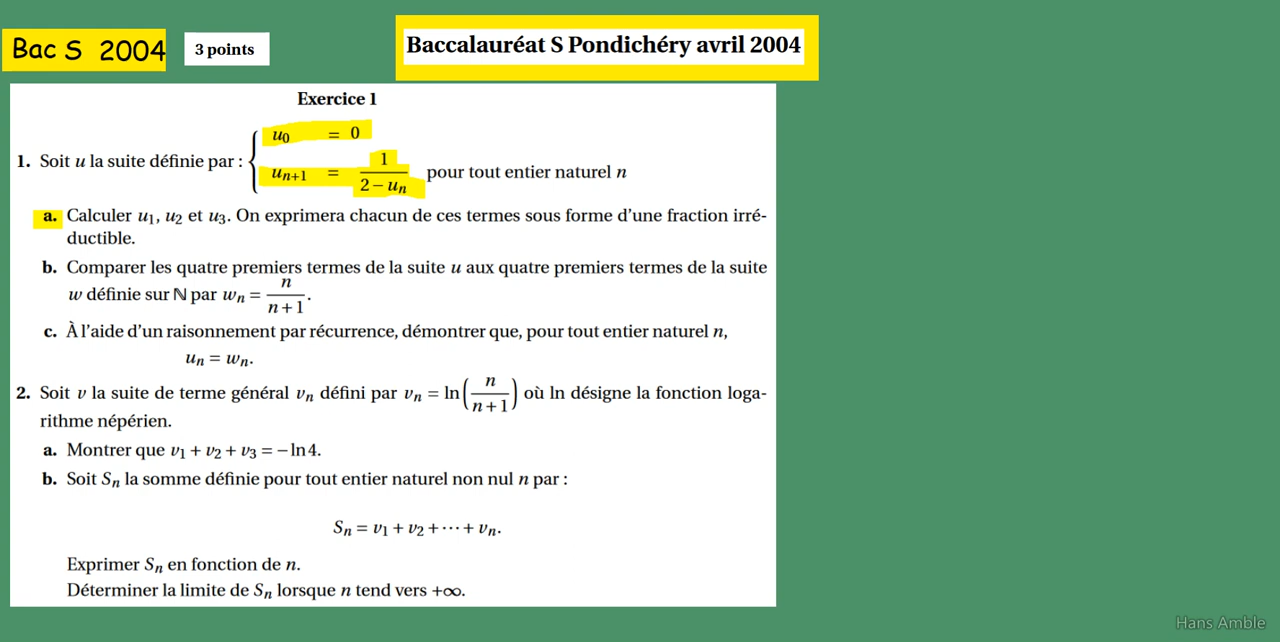 Bac S 2004
3 points
Baccalauréat S Pondichéry avril 2004
Exercice 1
u₀ = 0
1. Soit u la suite définie par : { uₙ₊₁ = 1/(2 − uₙ) pour tout entier naturel n
a. Calculer u₁, u₂ et u₃. On exprimera chacun de ces termes sous forme d'une fraction irré-
ductible.
b. Comparer les quatre premiers termes de la suite u aux quatre premiers termes de la suite
w définie sur ℕ par wₙ = n/(n+1).
c. À l'aide d'un raisonnement par récurrence, démontrer que, pour tout entier naturel n,
uₙ = wₙ.
2. Soit v la suite de terme général vₙ défini par vₙ = ln(n/(n+1)) où ln désigne la fonction loga-
rithme népérien.
a. Montrer que v₁ + v₂ + v₃ = −ln4.
b. Soit Sₙ la somme définie pour tout entier naturel non nul n par :
Sₙ = v₁ + v₂ + ··· + vₙ.
Exprimer Sₙ en fonction de n.
Déterminer la limite de Sₙ lorsque n tend vers +∞.
Hans Amble